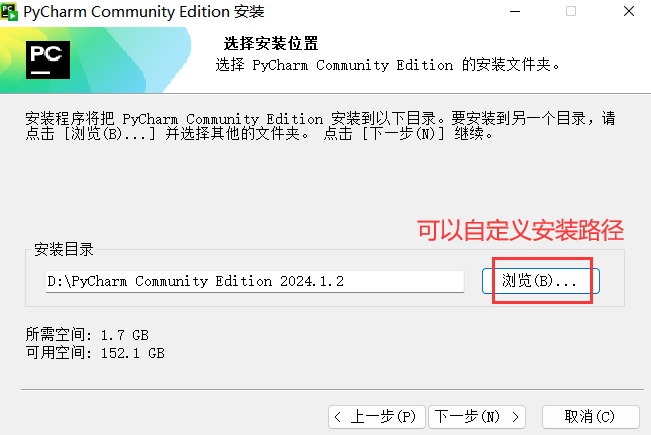 PyCharm Community Edition 安装
PC
选择安装位置
选择 PyCharm Community Edition 的安装文件夹。
安装程序将把 PyCharm Community Edition 安装到以下目录。要安装到另一个目录，请
点击 [浏览(B)...] 并选择其他的文件夹。 点击 [下一步(N)] 继续。
可以自定义安装路径
安装目录
D:\PyCharm Community Edition 2024.1.2
浏览(B)...
所需空间: 1.7 GB
可用空间: 152.1 GB
< 上一步(P)
下一步(N) >
取消(C)